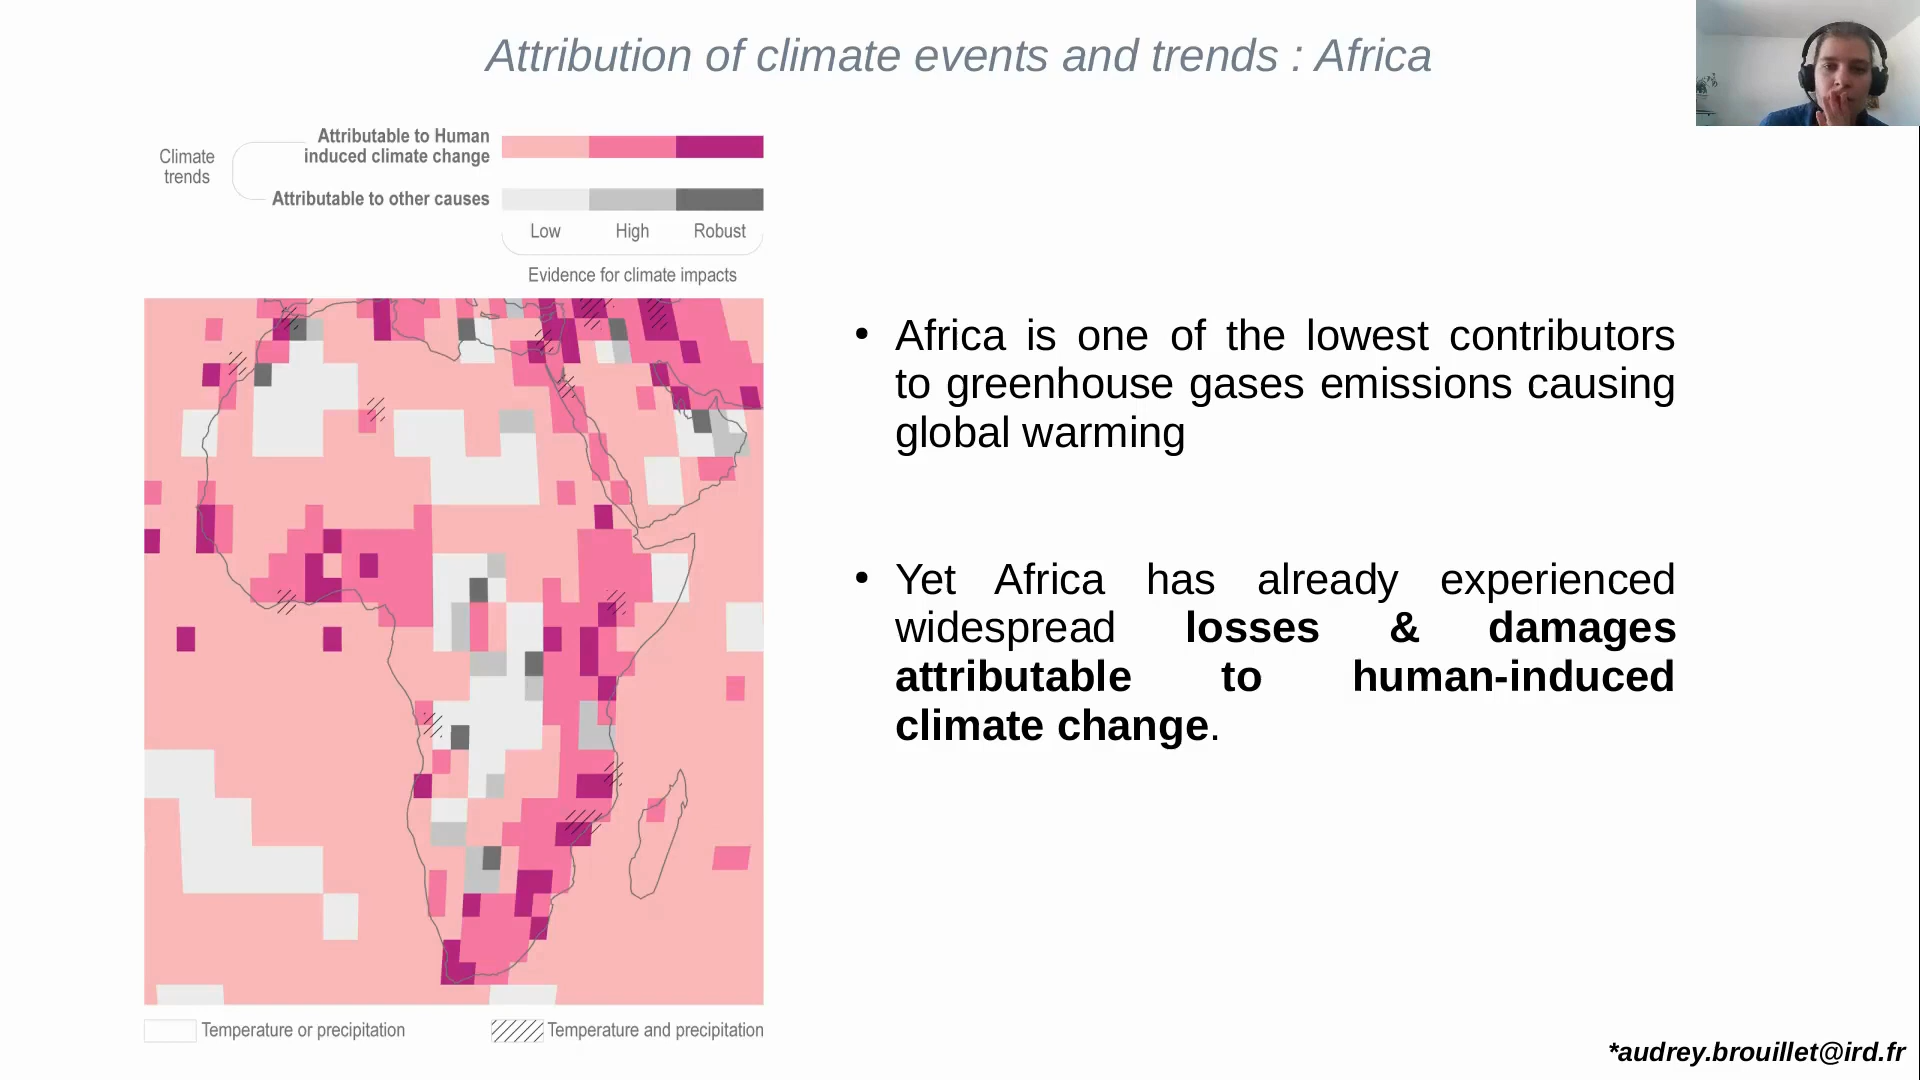 Attribution of climate events and trends : Africa
Climate
trends
Attributable to Human
induced climate change
Attributable to other causes
Low High Robust
Evidence for climate impacts
Temperature or precipitation
Temperature and precipitation
• Africa is one of the lowest contributors
to greenhouse gases emissions causing
global warming
• Yet Africa has already experienced
widespread losses & damages
attributable to human-induced
climate change.
*audrey.brouillet@ird.fr